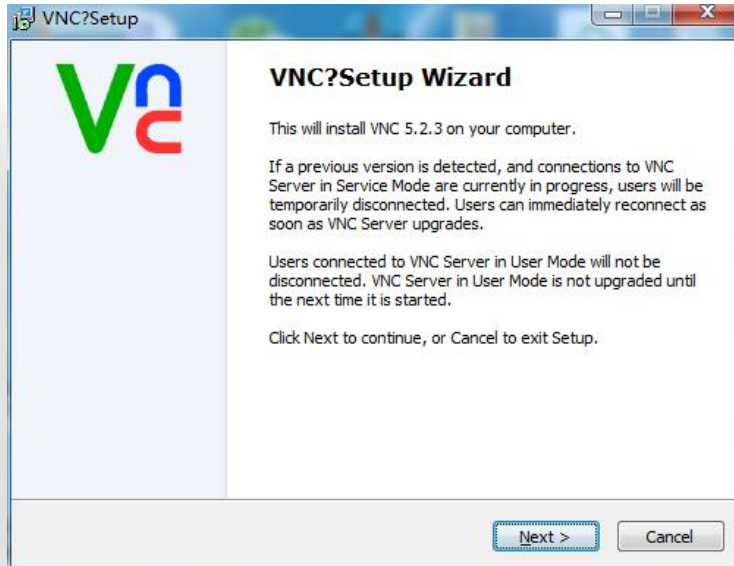 VNC?Setup
Vnc
VNC?Setup Wizard
This will install VNC 5.2.3 on your computer.
If a previous version is detected, and connections to VNC
Server in Service Mode are currently in progress, users will be
temporarily disconnected. Users can immediately reconnect as
soon as VNC Server upgrades.
Users connected to VNC Server in User Mode will not be
disconnected. VNC Server in User Mode is not upgraded until
the next time it is started.
Click Next to continue, or Cancel to exit Setup.
Next >
Cancel